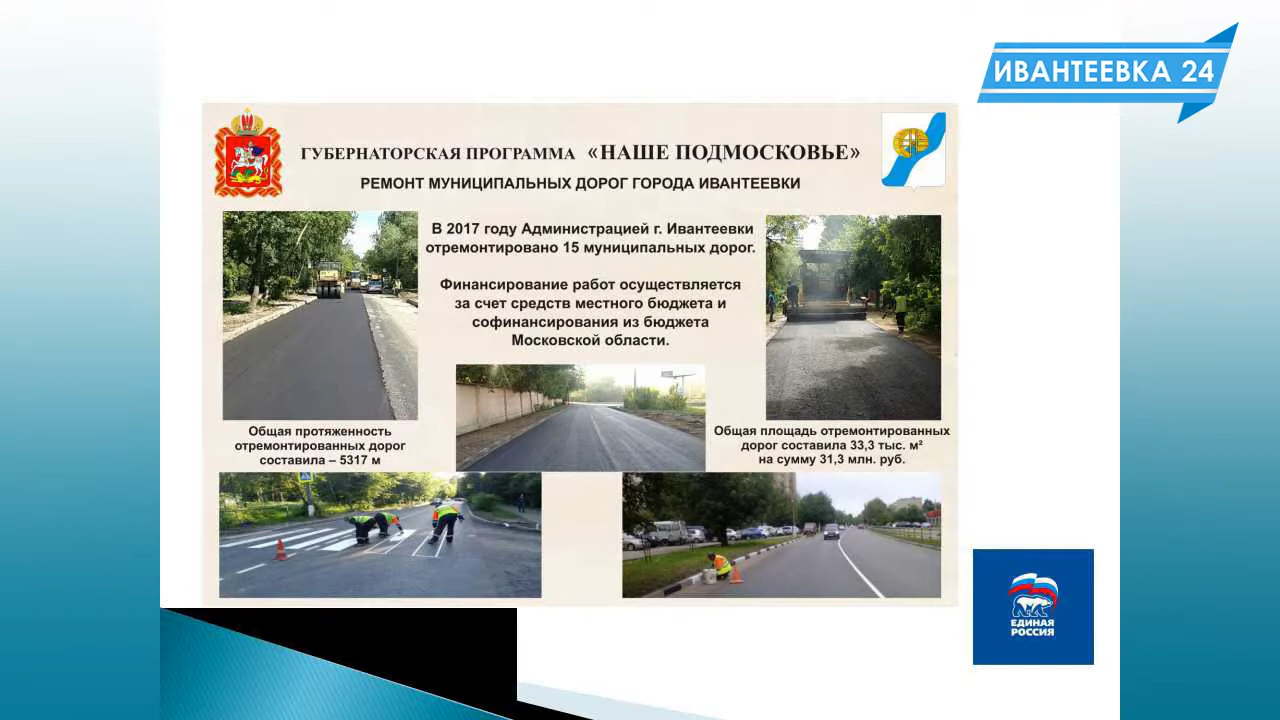 ИВАНТЕЕВКА 24
ГУБЕРНАТОРСКАЯ ПРОГРАММА «НАШЕ ПОДМОСКОВЬЕ»
РЕМОНТ МУНИЦИПАЛЬНЫХ ДОРОГ ГОРОДА ИВАНТЕЕВКИ
В 2017 году Администрацией г. Ивантеевки
отремонтировано 15 муниципальных дорог.
Финансирование работ осуществляется
за счет средств местного бюджета и
софинансирования из бюджета
Московской области.
Общая протяженность
отремонтированных дорог
составила – 5317 м
Общая площадь отремонтированных
дорог составила 33,3 тыс. м²
на сумму 31,3 млн. руб.
ЕДИНАЯ
РОССИЯ